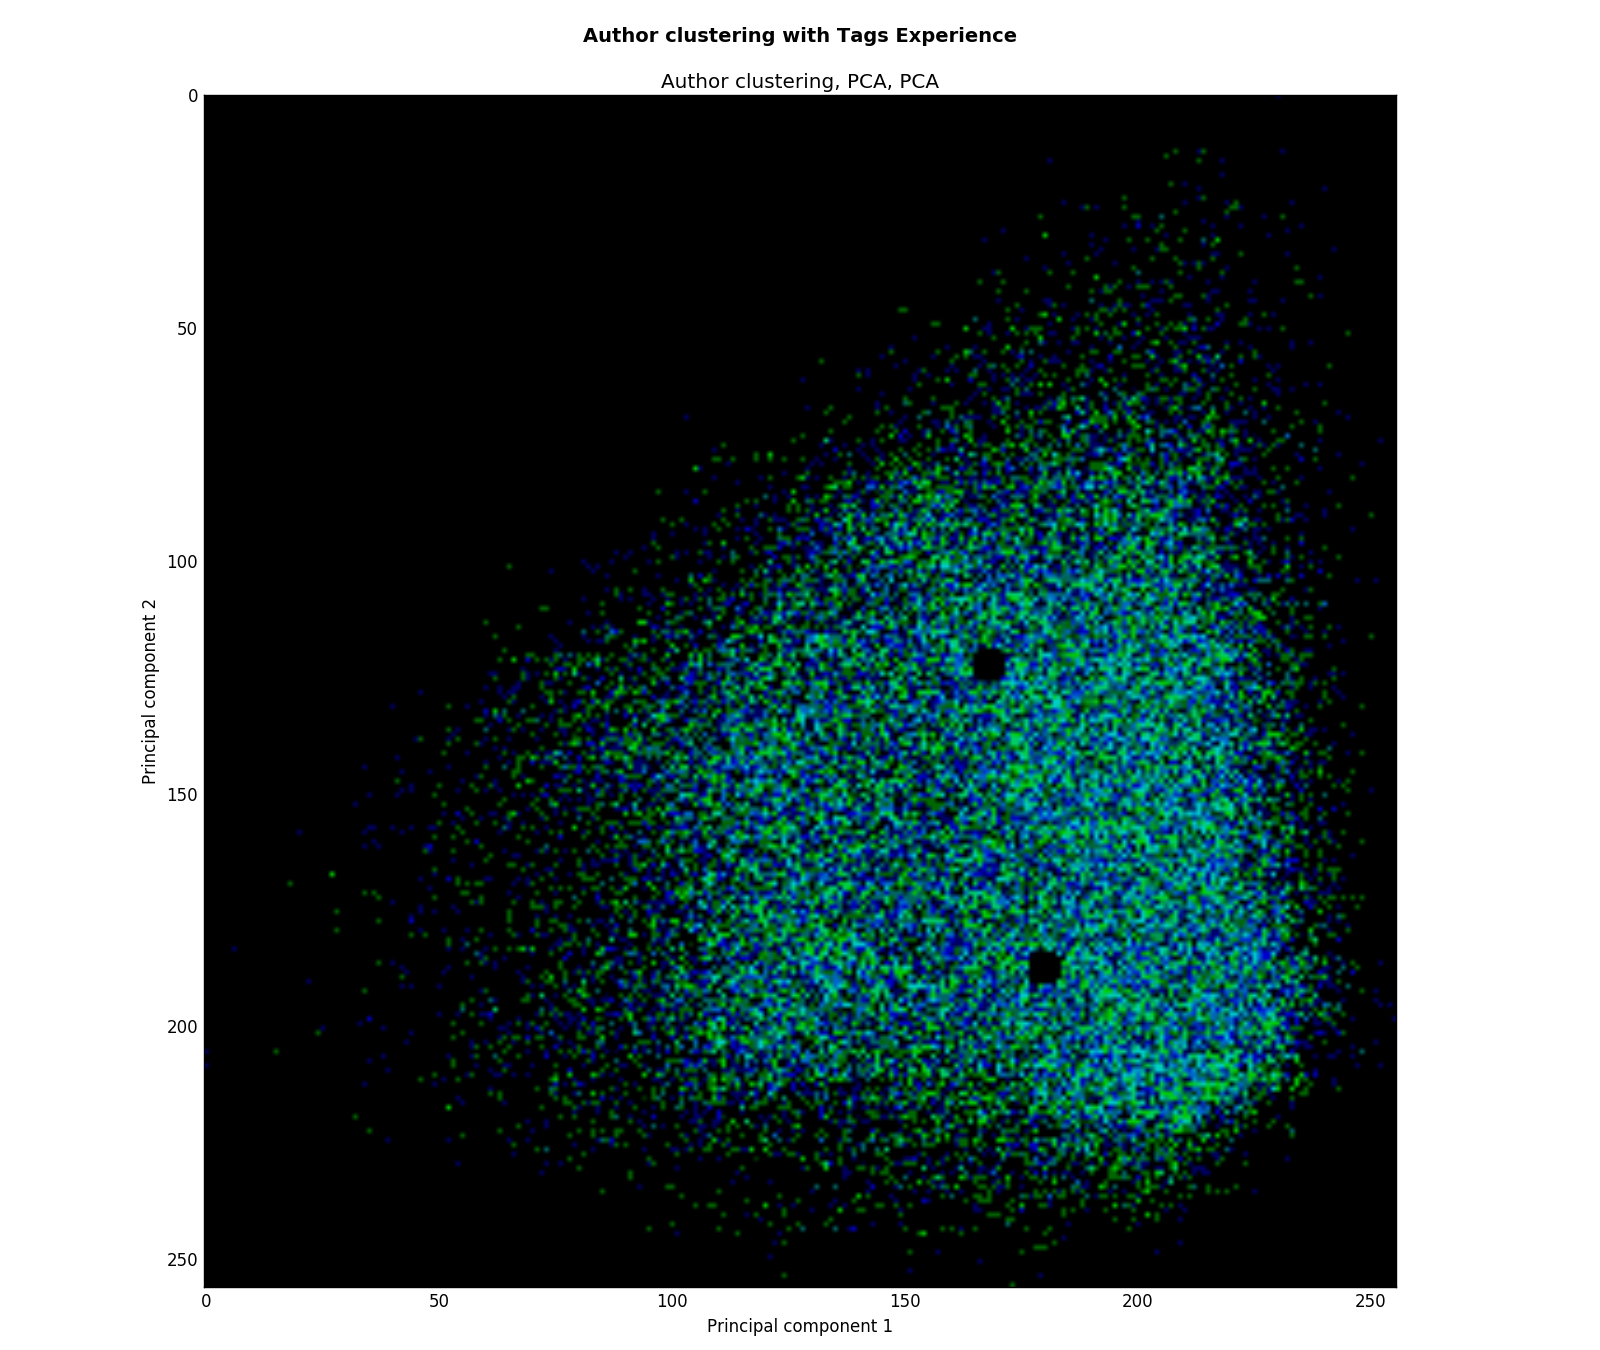 Author clustering with Tags Experience
Author clustering, PCA, PCA
0
50
100
150
200
250
Principal component 2
0 50 100 150 200 250
Principal component 1